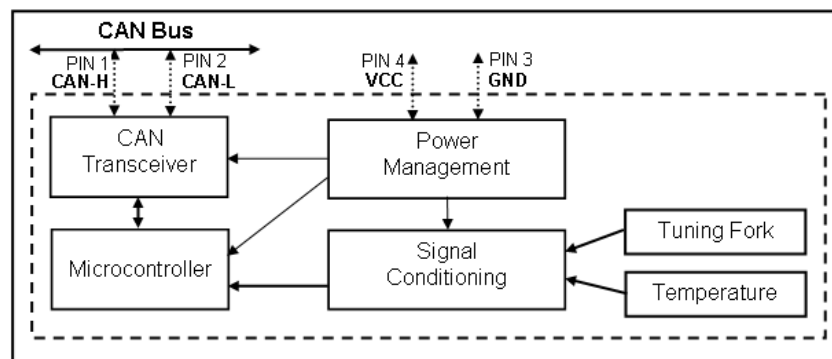 CAN Bus
PIN 1
CAN-H
PIN 2
CAN-L
PIN 4
VCC
PIN 3
GND
CAN
Transceiver
Power
Management
Microcontroller
Signal
Conditioning
Tuning Fork
Temperature